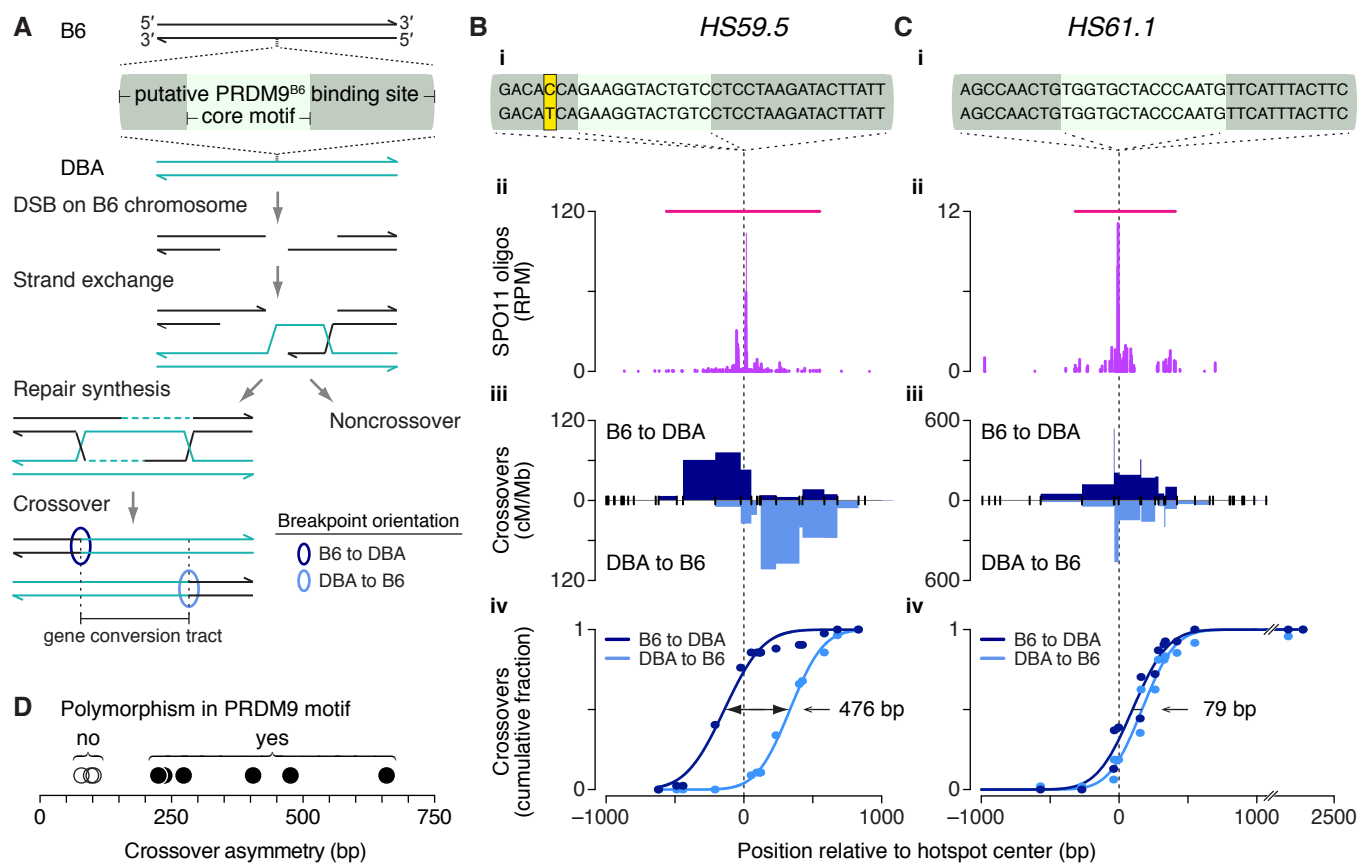 A
B6
5′
3′
3′
5′
putative PRDM9B6 binding site
core motif
DBA
DSB on B6 chromosome
Strand exchange
Repair synthesis
Noncrossover
Crossover
Breakpoint orientation
B6 to DBA
DBA to B6
gene conversion tract
B
HS59.5
i
GACACCAGAAGGTACTGTCCTCCTAAGATACTTATT
GACATCAGAAGGTACTGTCCTCCTAAGATACTTATT
ii
120
0
SPO11 oligos
(RPM)
iii
120
0
120
Crossovers
(cM/Mb)
B6 to DBA
DBA to B6
iv
1
0
Crossovers
(cumulative fraction)
B6 to DBA
DBA to B6
476 bp
−1000
0
1000
C
HS61.1
i
AGCCAACTGTGGTGCTACCCAATGTTCATTTACTTC
AGCCAACTGTGGTGCTACCCAATGTTCATTTACTTC
ii
12
0
iii
600
0
600
B6 to DBA
DBA to B6
iv
1
0
B6 to DBA
DBA to B6
79 bp
−1000
0
1000
2500
Position relative to hotspot center (bp)
D
Polymorphism in PRDM9 motif
no
yes
0
250
500
750
Crossover asymmetry (bp)